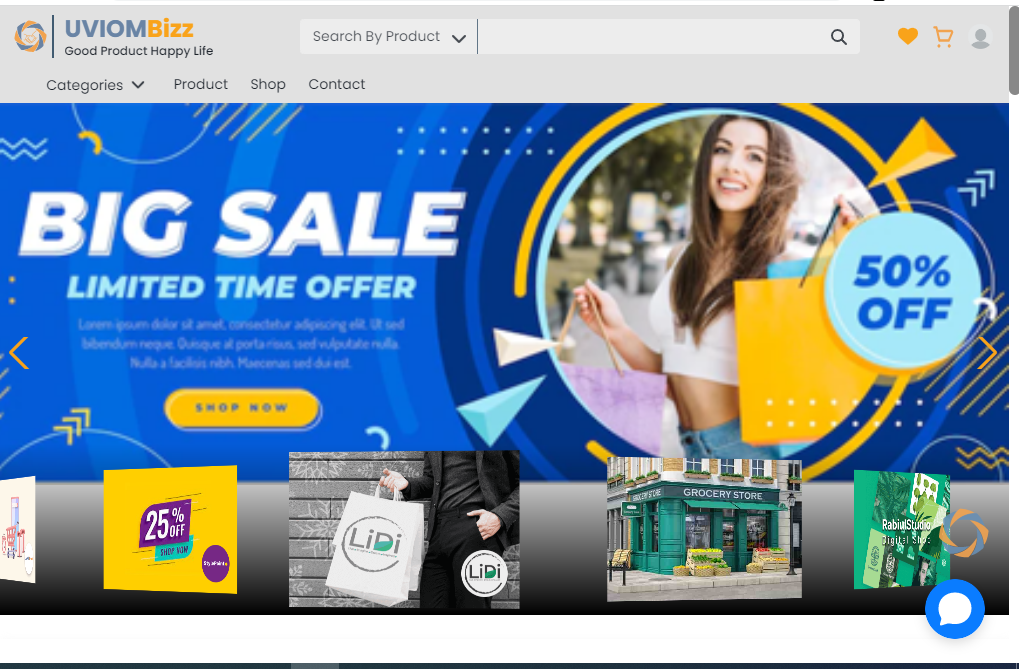 UVIOMBizz
Good Product Happy Life
Search By Product
Categories
Product
Shop
Contact
BIG SALE
LIMITED TIME OFFER
Lorem ipsum dolor sit amet, consectetur adipiscing elit. Ut sed
bibendum neque. Quisque at porta risus, sed vulputate nulla.
Nulla a facilisis nibh. Maecenas sed dui est.
SHOP NOW
50%
OFF
25%
OFF
SHOP NOW
StylePoints
LiDi
LiDi
GROCERY STORE
GROCERY STORE
RabiulStudio
Digital Shop